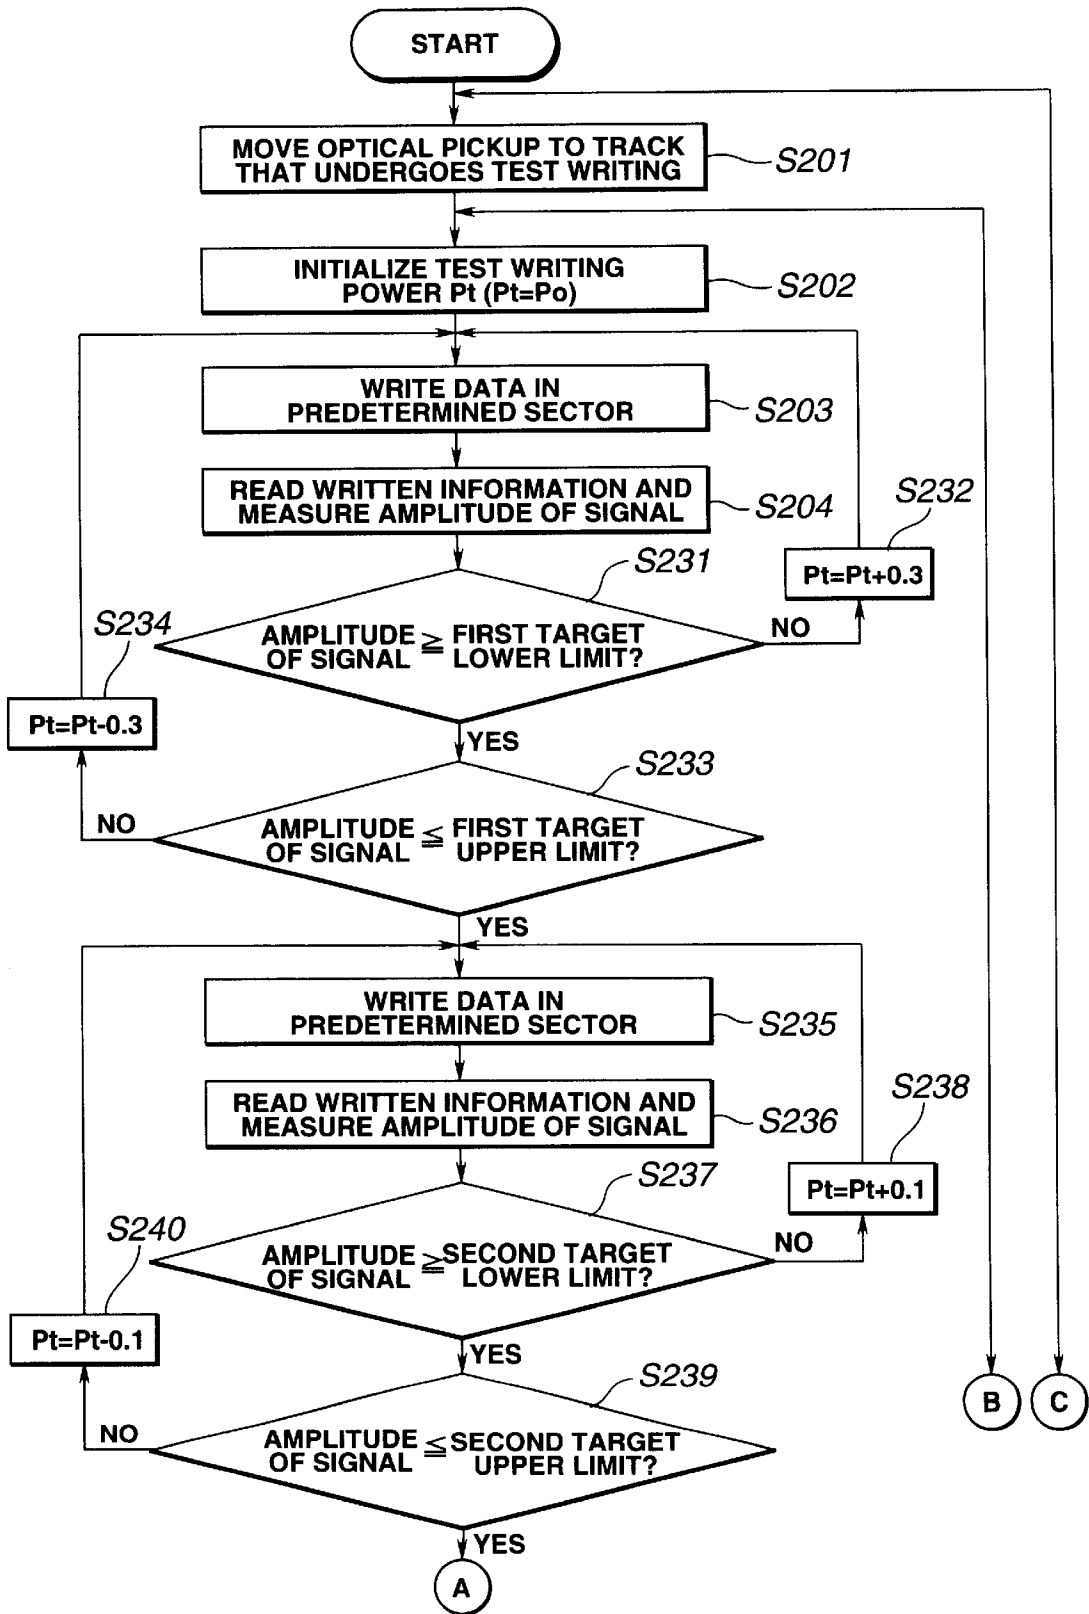 START
MOVE OPTICAL PICKUP TO TRACK
THAT UNDERGOES TEST WRITING
S201
INITIALIZE TEST WRITING
POWER Pt (Pt=Po)
S202
WRITE DATA IN
PREDETERMINED SECTOR
S203
READ WRITTEN INFORMATION AND
MEASURE AMPLITUDE OF SIGNAL
S204
S232
Pt=Pt+0.3
S231
AMPLITUDE ≧ FIRST TARGET
OF SIGNAL LOWER LIMIT?
NO
S234
Pt=Pt-0.3
YES
S233
AMPLITUDE ≦ FIRST TARGET
OF SIGNAL UPPER LIMIT?
NO
YES
WRITE DATA IN
PREDETERMINED SECTOR
S235
READ WRITTEN INFORMATION AND
MEASURE AMPLITUDE OF SIGNAL
S236
S238
Pt=Pt+0.1
S237
AMPLITUDE ≧ SECOND TARGET
OF SIGNAL LOWER LIMIT?
NO
S240
Pt=Pt-0.1
YES
S239
AMPLITUDE ≦ SECOND TARGET
OF SIGNAL UPPER LIMIT?
NO
YES
A
B
C